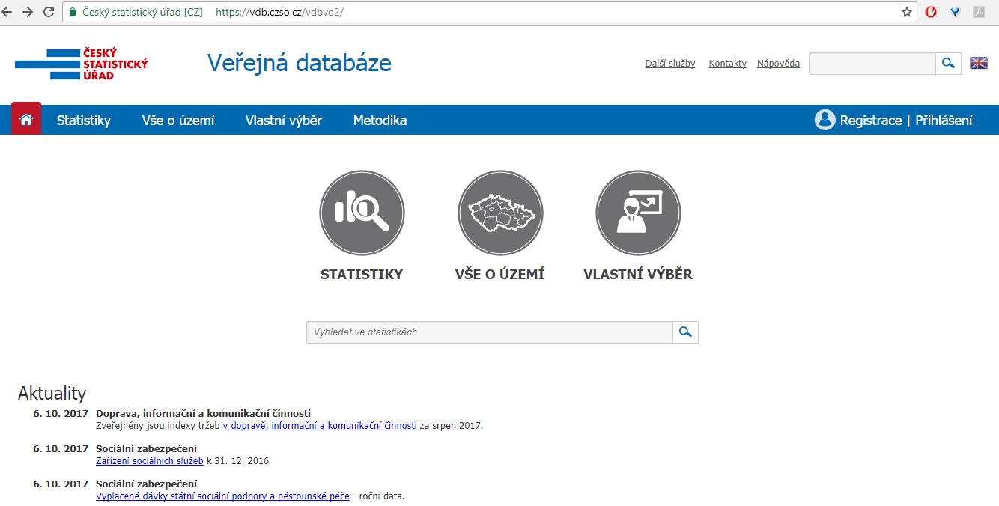 Český statistický úřad [CZ] https://vdb.czso.cz/vdbvo2/
ČESKÝ
STATISTICKÝ
ÚŘAD
Veřejná databáze
Další služby Kontakty Nápověda
Statistiky Vše o území Vlastní výběr Metodika Registrace | Přihlášení
STATISTIKY VŠE O ÚZEMÍ VLASTNÍ VÝBĚR
Vyhledat ve statistikách
Aktuality
6. 10. 2017 Doprava, informační a komunikační činnosti
Zveřejněny jsou indexy tržeb v dopravě, informační a komunikační činnosti za srpen 2017.
6. 10. 2017 Sociální zabezpečení
Zařízení sociálních služeb k 31. 12. 2016
6. 10. 2017 Sociální zabezpečení
Vyplacené dávky státní sociální podpory a pěstounské péče - roční data.